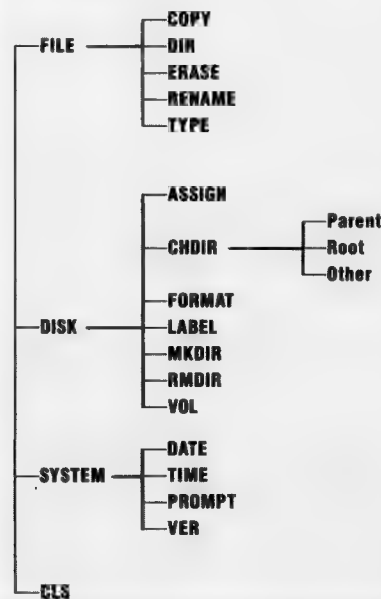 COPY
FILE
DIR
ERASE
RENAME
TYPE
ASSIGN
Parent
CHDIR
Root
Other
FORMAT
DISK
LABEL
MKDIR
RMDIR
VOL
DATE
SYSTEM
TIME
PROMPT
VER
CLS